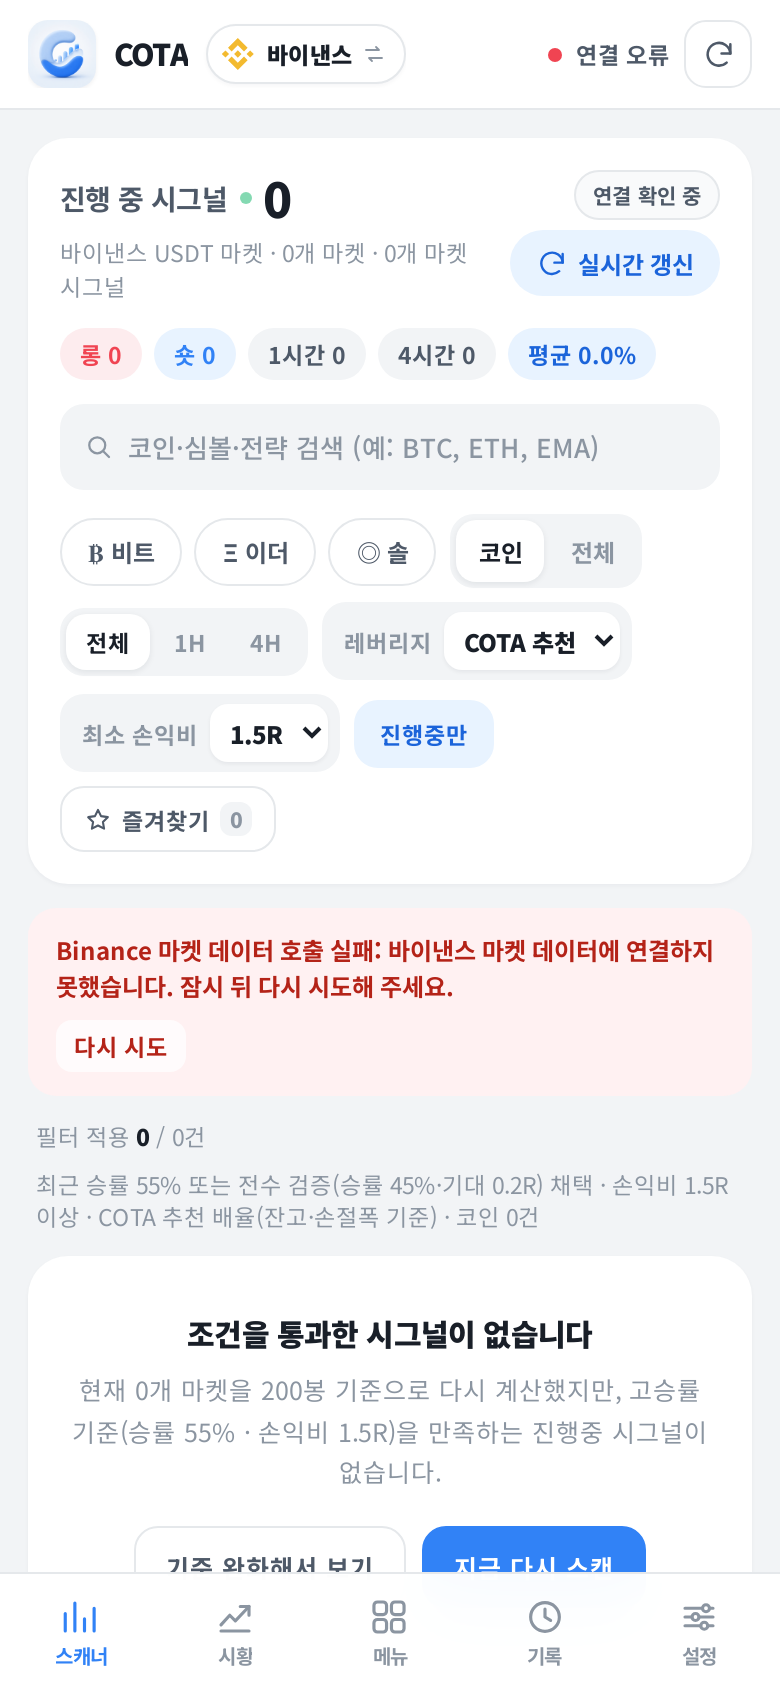 COTA
바이낸스
연결 오류
진행 중 시그널 0
연결 확인 중
바이낸스 USDT 마켓 · 0개 마켓 · 0개 마켓
시그널
실시간 갱신
롱 0
숏 0
1시간 0
4시간 0
평균 0.0%
코인·심볼·전략 검색 (예: BTC, ETH, EMA)
₿ 비트
Ξ 이더
◎ 솔
코인
전체
전체
1H
4H
레버리지
COTA 추천
최소 손익비
1.5R
진행중만
즐겨찾기 0
Binance 마켓 데이터 호출 실패: 바이낸스 마켓 데이터에 연결하지
못했습니다. 잠시 뒤 다시 시도해 주세요.
다시 시도
필터 적용 0 / 0건
최근 승률 55% 또는 전수 검증(승률 45%·기대 0.2R) 채택 · 손익비 1.5R
이상 · COTA 추천 배율(잔고·손절폭 기준) · 코인 0건
조건을 통과한 시그널이 없습니다
현재 0개 마켓을 200봉 기준으로 다시 계산했지만, 고승률
기준(승률 55% · 손익비 1.5R)을 만족하는 진행중 시그널이
없습니다.
기준 완화해서 보기
지금 다시 스캔
스캐너
시황
메뉴
기록
설정